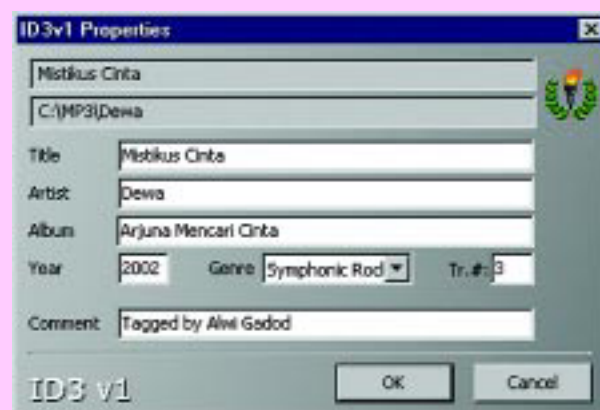 ID3v1 Properties
Mistikus Cinta
C:\MP3\Dewa
Title Mistikus Cinta
Artist Dewa
Album Arjuna Mencari Cinta
Year 2002 Genre Symphonic Roc Tr.#: 3
Comment Tagged by Alwi Gadod
ID3 v1 OK Cancel